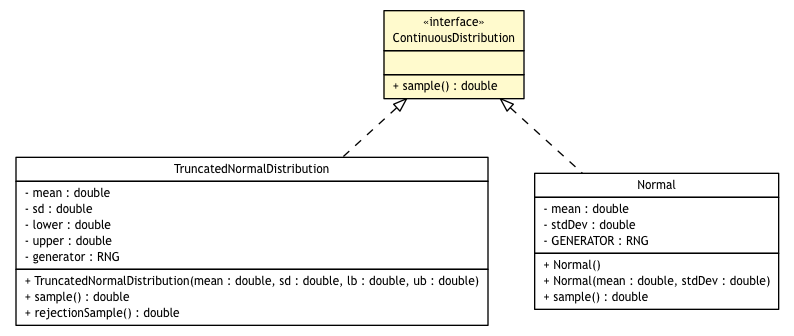 «interface»
ContinuousDistribution
+ sample() : double
TruncatedNormalDistribution
- mean : double
- sd : double
- lower : double
- upper : double
- generator : RNG
+ TruncatedNormalDistribution(mean : double, sd : double, lb : double, ub : double)
+ sample() : double
+ rejectionSample() : double
Normal
- mean : double
- stdDev : double
- GENERATOR : RNG
+ Normal()
+ Normal(mean : double, stdDev : double)
+ sample() : double